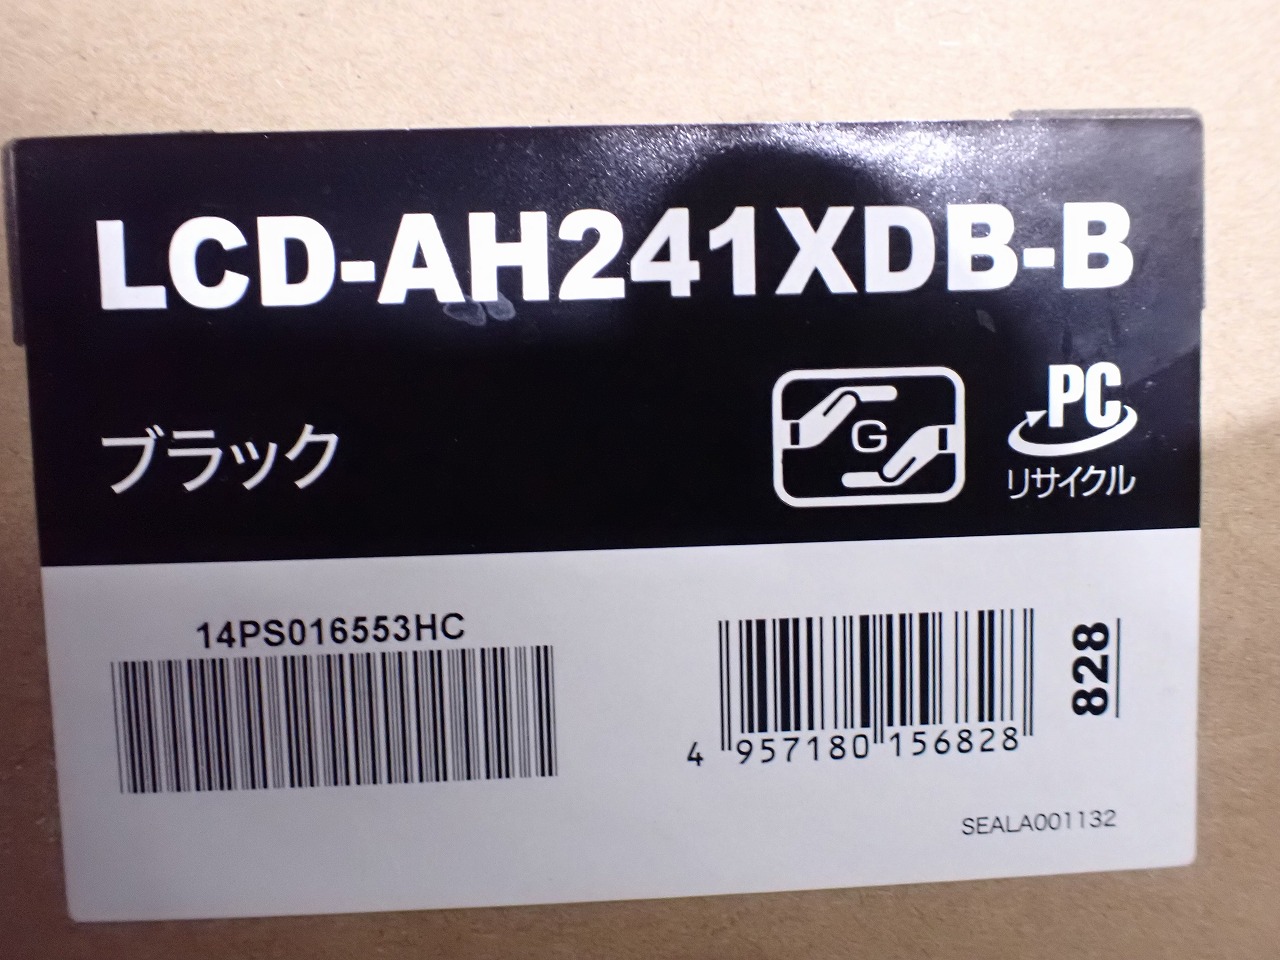 LCD-AH241XDB-B
ブラック
G
PC
リサイクル
14PS016553HC
4 957180 156828
828
SEALA001132